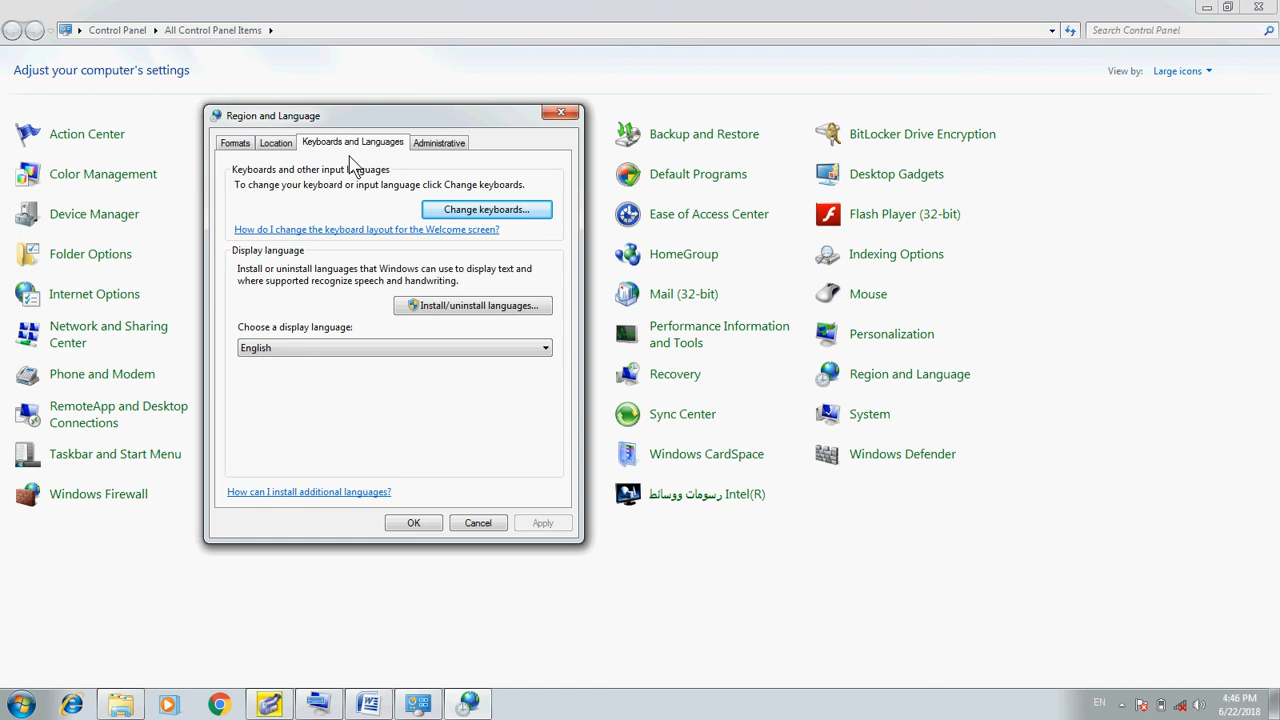 Control Panel
All Control Panel Items
Search Control Panel
Adjust your computer's settings
View by:
Large icons
Action Center
Color Management
Device Manager
Folder Options
Internet Options
Network and Sharing
Center
Phone and Modem
RemoteApp and Desktop
Connections
Taskbar and Start Menu
Windows Firewall
Region and Language
Formats
Location
Keyboards and Languages
Administrative
Keyboards and other input languages
To change your keyboard or input language click Change keyboards.
Change keyboards...
How do I change the keyboard layout for the Welcome screen?
Display language
Install or uninstall languages that Windows can use to display text and
where supported recognize speech and handwriting.
Install/uninstall languages...
Choose a display language:
English
How can I install additional languages?
OK
Cancel
Apply
Backup and Restore
Default Programs
Ease of Access Center
HomeGroup
Mail (32-bit)
Performance Information
and Tools
Recovery
Sync Center
Windows CardSpace
رسومات ووسائط Intel(R)
BitLocker Drive Encryption
Desktop Gadgets
Flash Player (32-bit)
Indexing Options
Mouse
Personalization
Region and Language
System
Windows Defender
EN
4:46 PM
6/22/2018